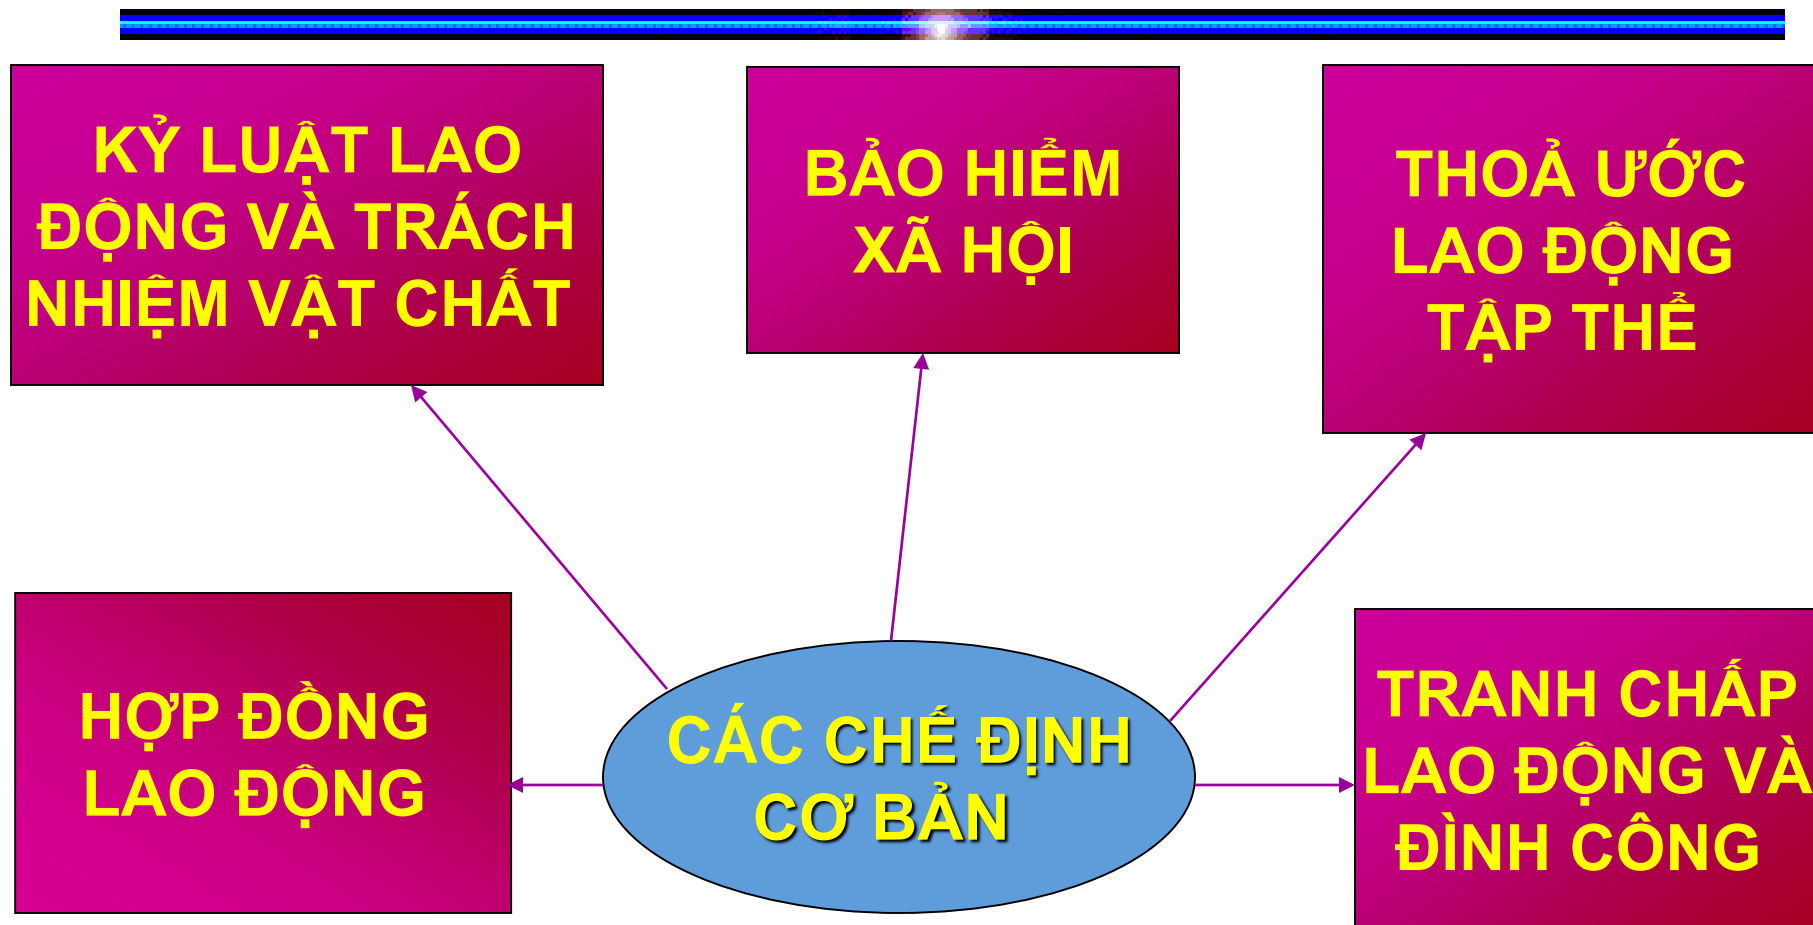 KỶ LUẬT LAO
ĐỘNG VÀ TRÁCH
NHIỆM VẬT CHẤT
BẢO HIỂM
XÃ HỘI
THOẢ ƯỚC
LAO ĐỘNG
TẬP THỂ
HỢP ĐỒNG
LAO ĐỘNG
CÁC CHẾ ĐỊNH
CƠ BẢN
TRANH CHẤP
LAO ĐỘNG VÀ
ĐÌNH CÔNG